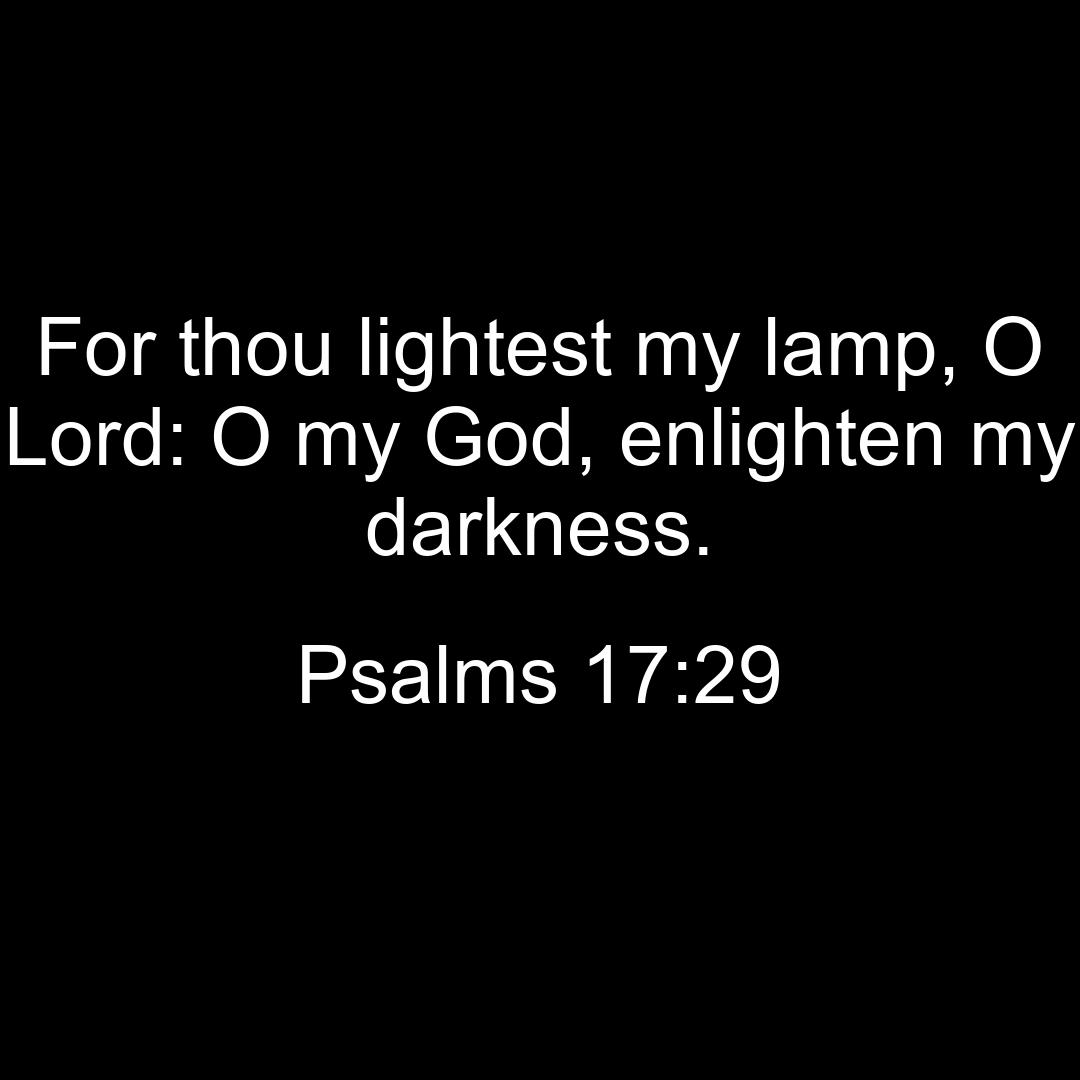 For thou lightest my lamp, O
Lord: O my God, enlighten my
darkness.
Psalms 17:29